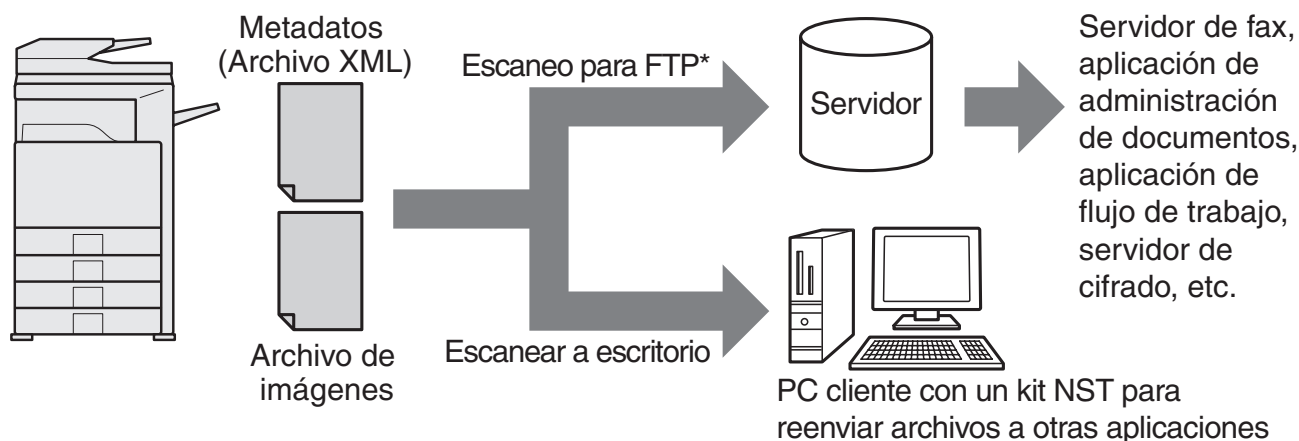 Metadatos
(Archivo XML)
Escaneo para FTP*
Servidor
Servidor de fax,
aplicación de
administración
de documentos,
aplicación de
flujo de trabajo,
servidor de
cifrado, etc.
Archivo de
imágenes
Escanear a escritorio
PC cliente con un kit NST para
reenviar archivos a otras aplicaciones